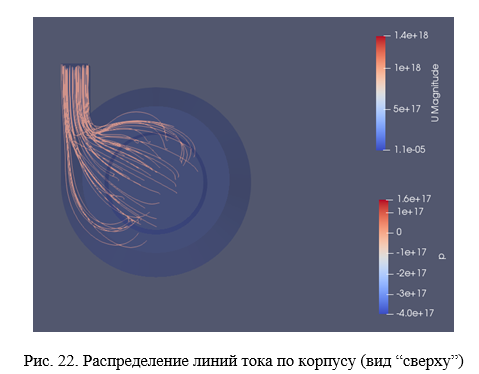 1.4e+18
1e+18
5e+17
1.1e-05
U Magnitude
1.6e+17
1e+17
0
-1e+17
-2e+17
-3e+17
-4.0e+17
p
Рис. 22. Распределение линий тока по корпусу (вид “сверху”)